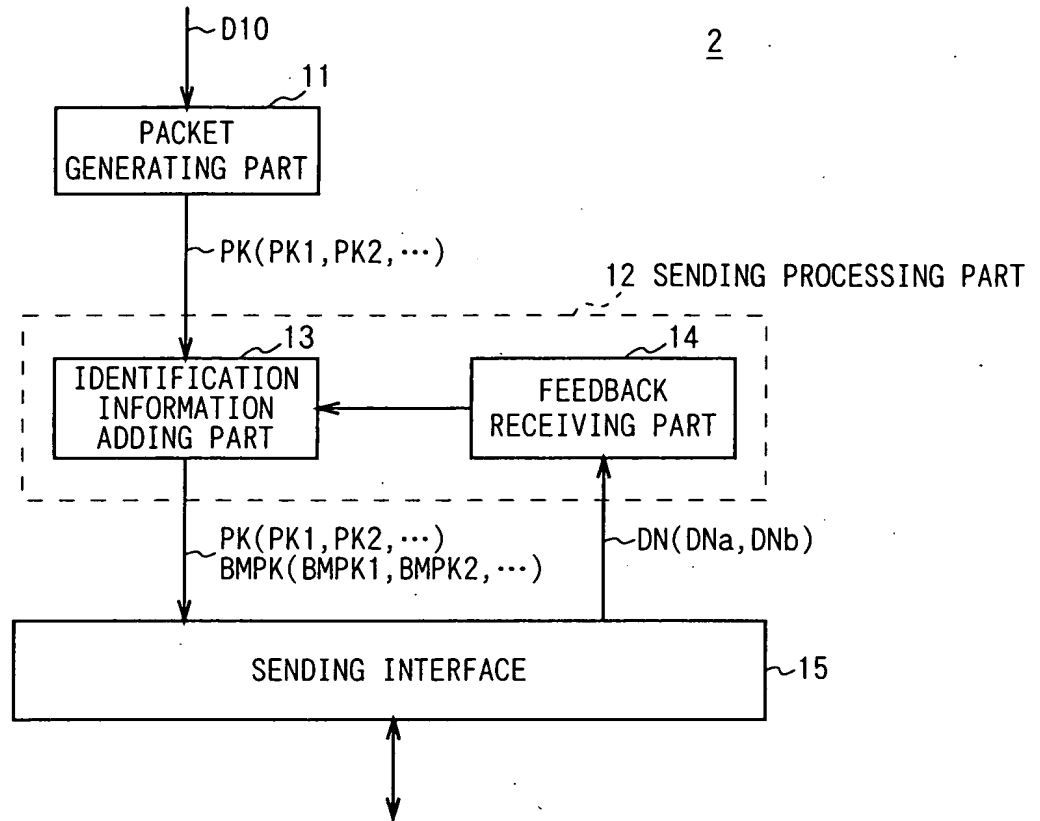 D10
2
11
PACKET
GENERATING PART
PK(PK1,PK2,···)
12 SENDING PROCESSING PART
13
14
IDENTIFICATION
INFORMATION
ADDING PART
FEEDBACK
RECEIVING PART
PK(PK1,PK2,···)
BMPK(BMPK1,BMPK2,···)
DN(DNa,DNb)
SENDING INTERFACE
15